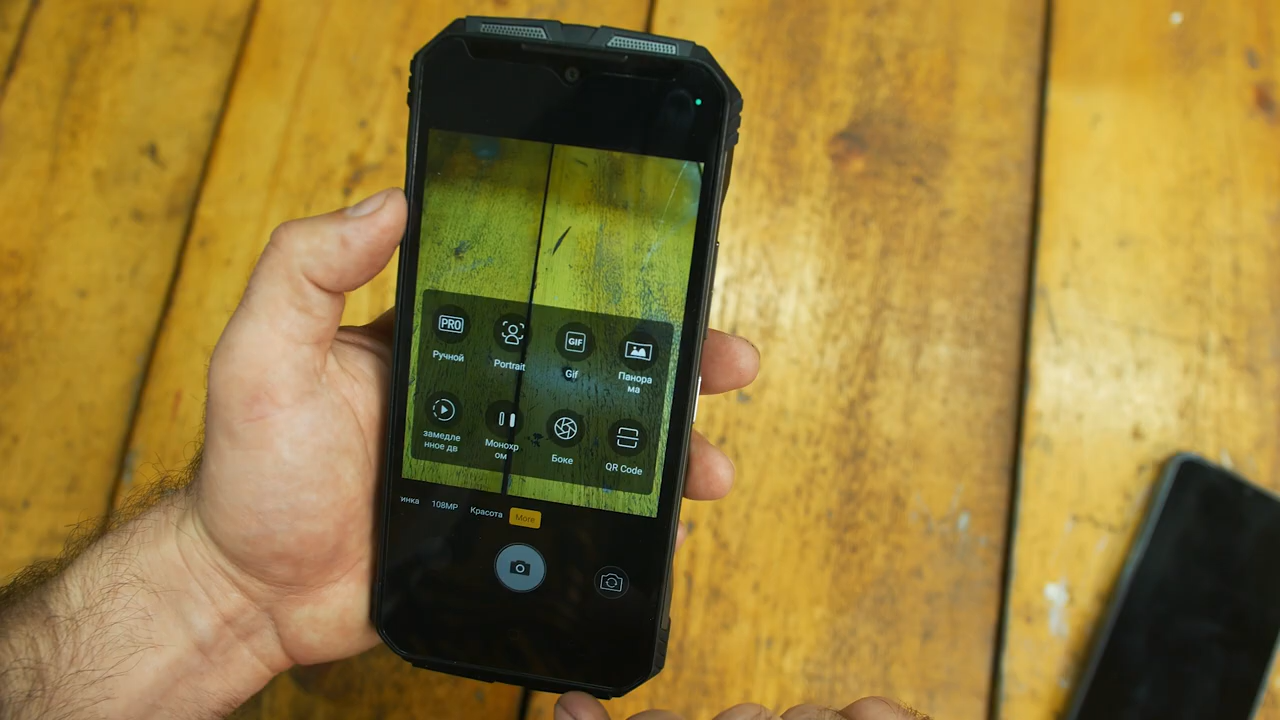 PRO
GIF
Ручной
Portrait
Gif
Панора
ма
замедле
нное дв
Монохр
ом
Боке
QR Code
инка
108MP
Красота
More